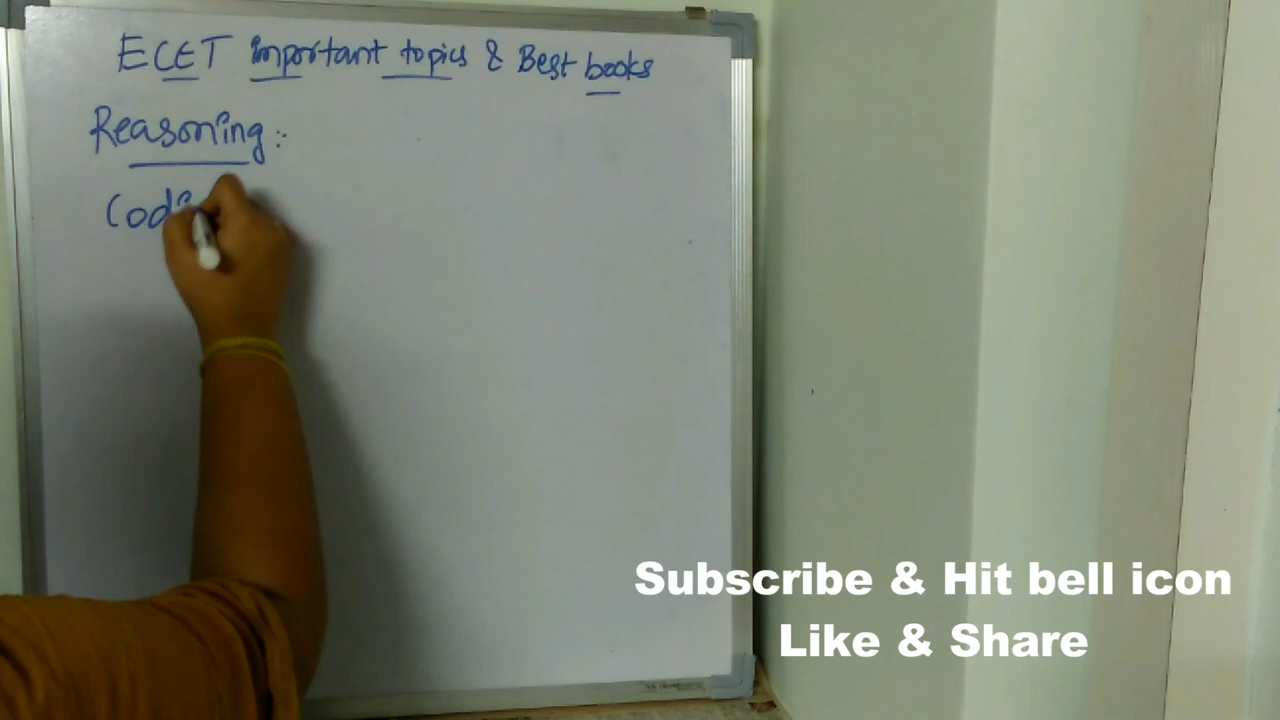 ECET Important topics & Best books
Reasoning:
Subscribe & Hit bell icon
Like & Share